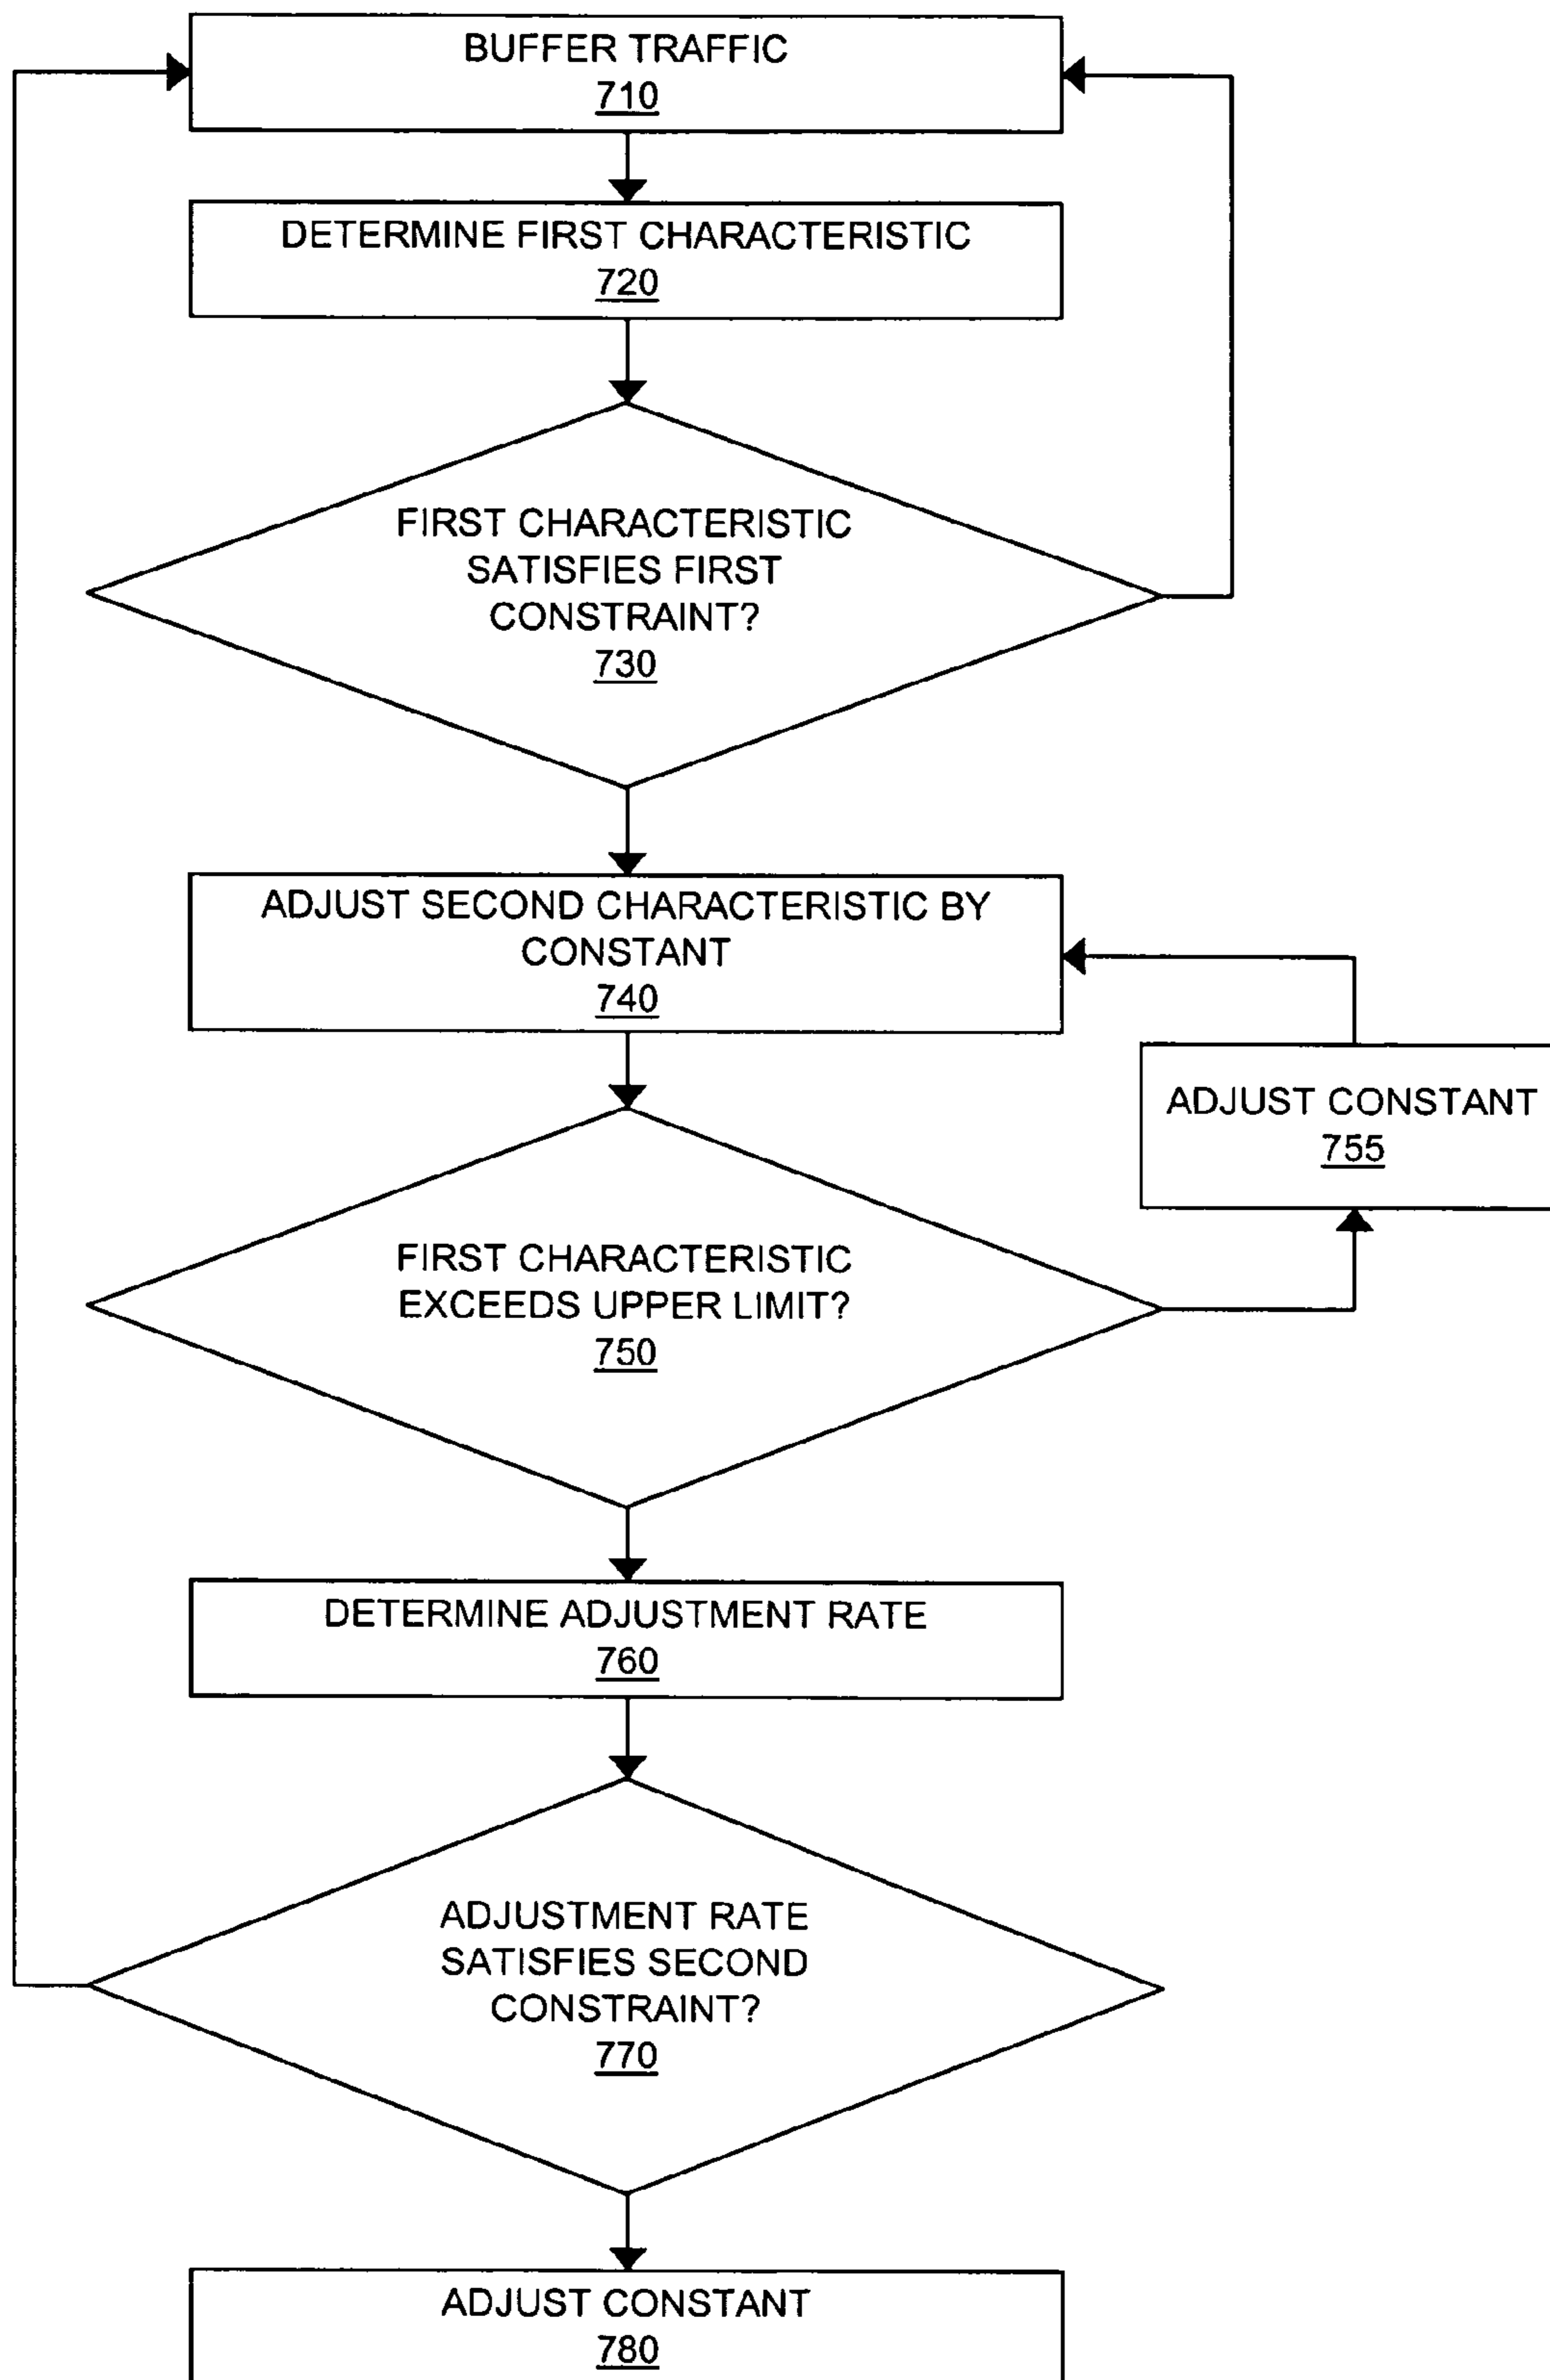 BUFFER TRAFFIC
710
DETERMINE FIRST CHARACTERISTIC
720
FIRST CHARACTERISTIC
SATISFIES FIRST
CONSTRAINT?
730
ADJUST SECOND CHARACTERISTIC BY
CONSTANT
740
ADJUST CONSTANT
755
FIRST CHARACTERISTIC
EXCEEDS UPPER LIMIT?
750
DETERMINE ADJUSTMENT RATE
760
ADJUSTMENT RATE
SATISFIES SECOND
CONSTRAINT?
770
ADJUST CONSTANT
780